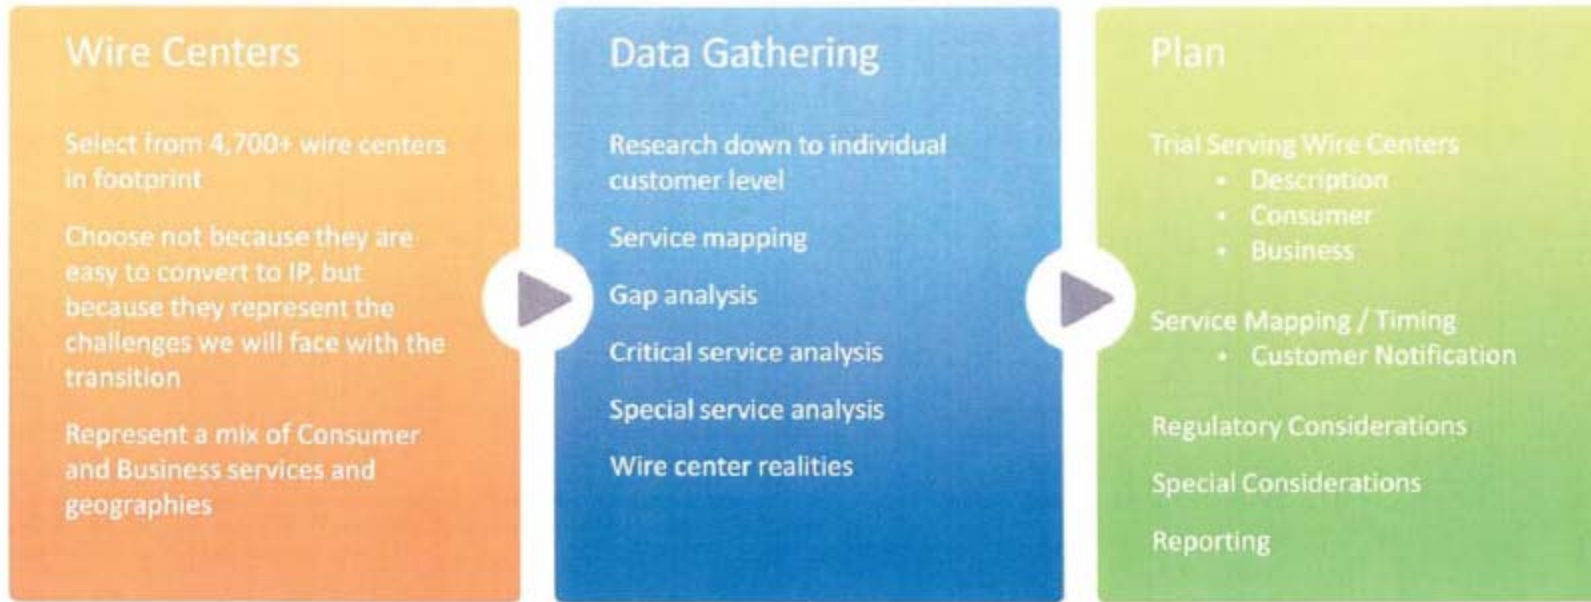 Wire Centers
Select from 4,700+ wire centers
in footprint
Choose not because they are
easy to convert to IP, but
because they represent the
challenges we will face with the
transition
Represent a mix of Consumer
and Business services and
geographies
Data Gathering
Research down to individual
customer level
Service mapping
Gap analysis
Critical service analysis
Special service analysis
Wire center realities
Plan
Trial Serving Wire Centers
• Description
• Consumer
• Business
Service Mapping / Timing
• Customer Notification
Regulatory Considerations
Special Considerations
Reporting